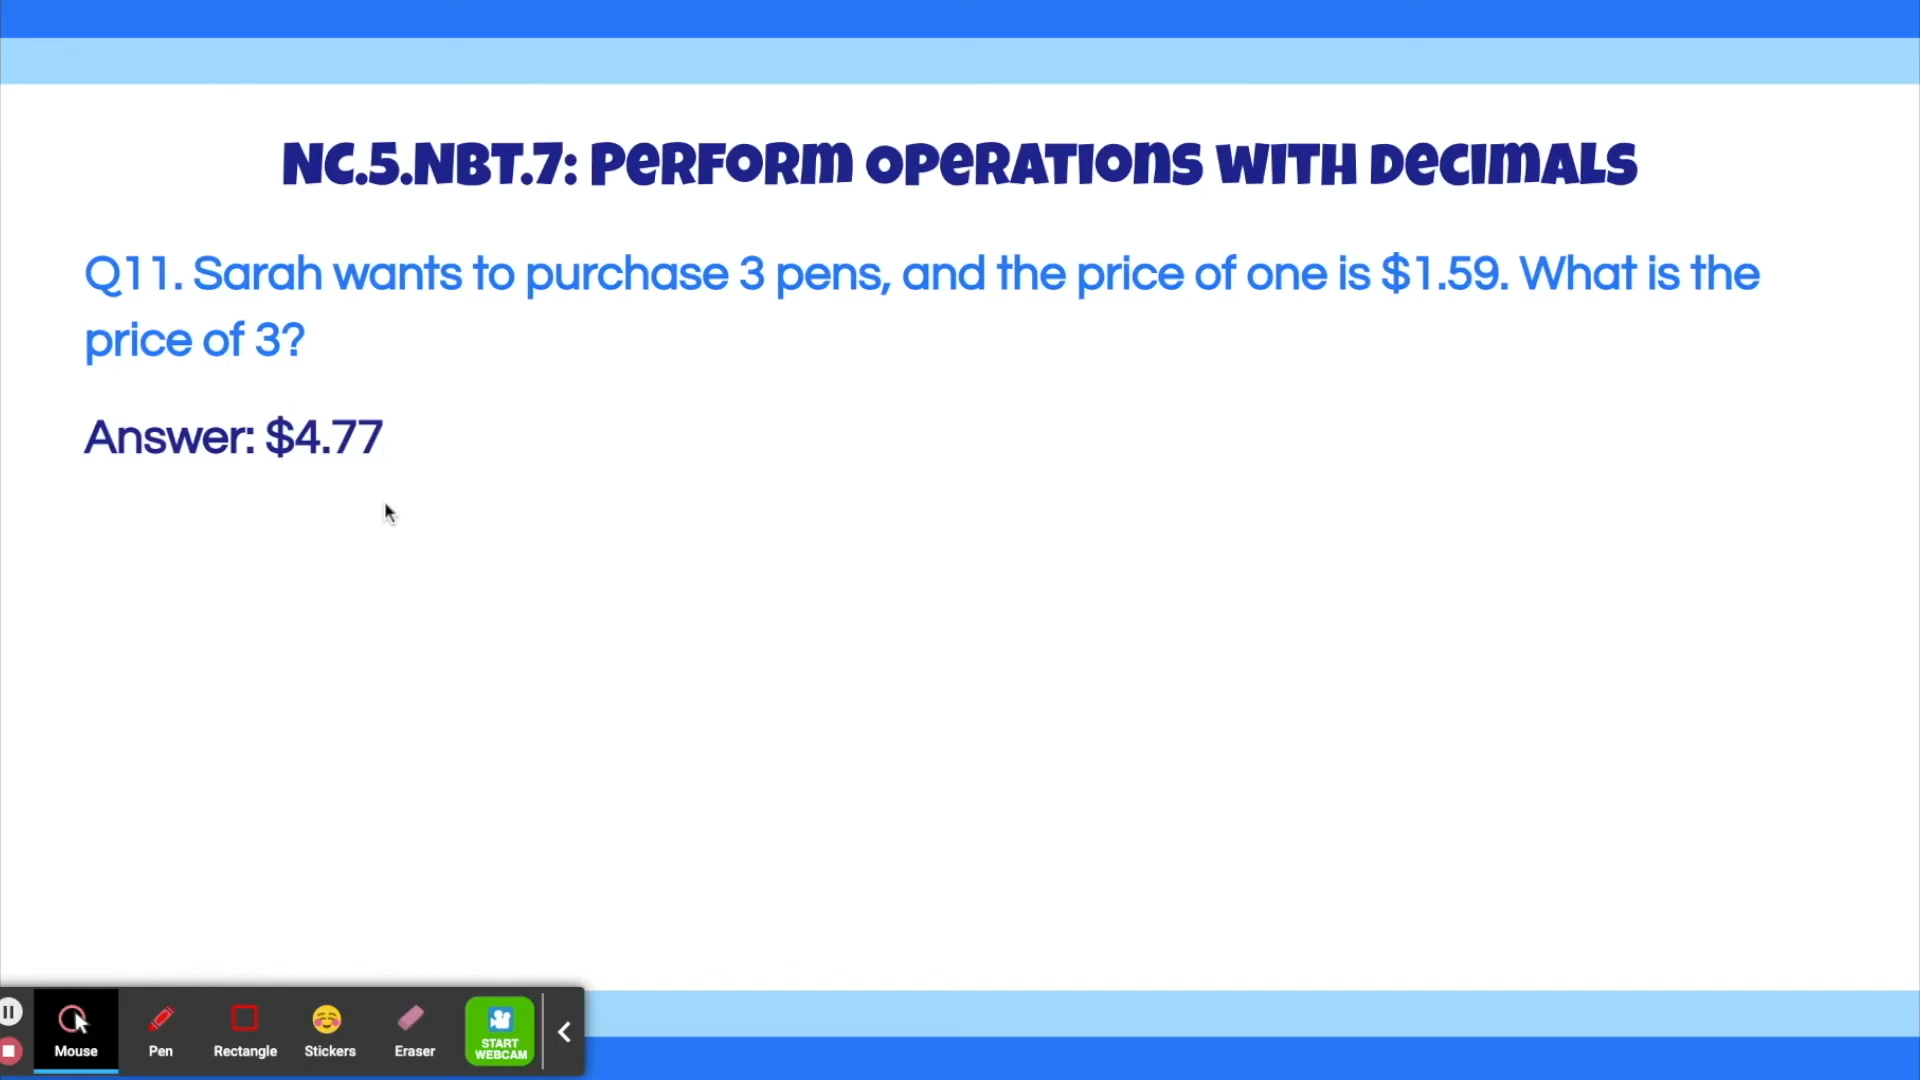 NC.5.NBT.7: Perform Operations with Decimals
Q11. Sarah wants to purchase 3 pens, and the price of one is $1.59. What is the
price of 3?
Answer: $4.77
Mouse
Pen
Rectangle
Stickers
Eraser
START
WEBCAM